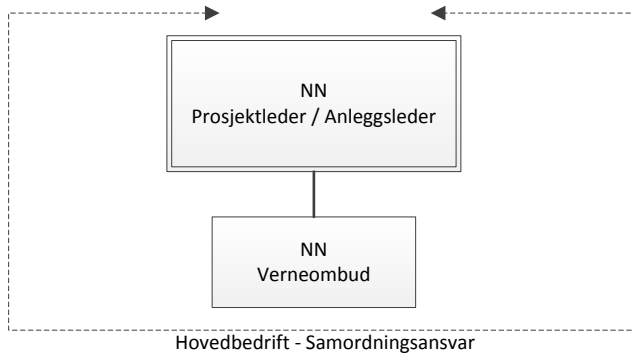 NN
Prosjektleder / Anleggsleder
NN
Verneombud
Hovedbedrift - Samordningsansvar